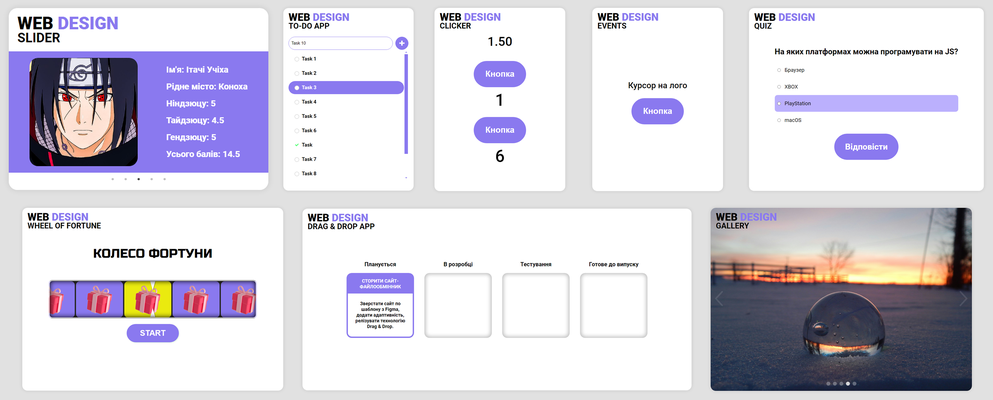 WEB DESIGN
SLIDER
Ім'я: Ітачі Учіха
Рідне місто: Коноха
Ніндзюцу: 5
Тайдзюцу: 4.5
Гендзюцу: 5
Усього балів: 14.5
WEB DESIGN
TO-DO APP
Task 10
+
Task 1
Task 2
Task 3
Task 4
Task 5
Task 6
Task
Task 7
Task 8
WEB DESIGN
CLICKER
1.50
Кнопка
1
Кнопка
6
WEB DESIGN
EVENTS
Курсор на лого
Кнопка
WEB DESIGN
QUIZ
На яких платформах можна програмувати на JS?
Браузер
XBOX
PlayStation
macOS
Відповісти
WEB DESIGN
WHEEL OF FORTUNE
КОЛЕСО ФОРТУНИ
START
WEB DESIGN
DRAG & DROP APP
Планується
В розробці
Тестування
Готове до випуску
СТОРИТИ САЙТ-
ФАЙЛООБМІННИК
Зверстати сайт по
шаблону з Figma,
додати адаптивність,
релізувати технологію
Drag & Drop.
WEB DESIGN
GALLERY